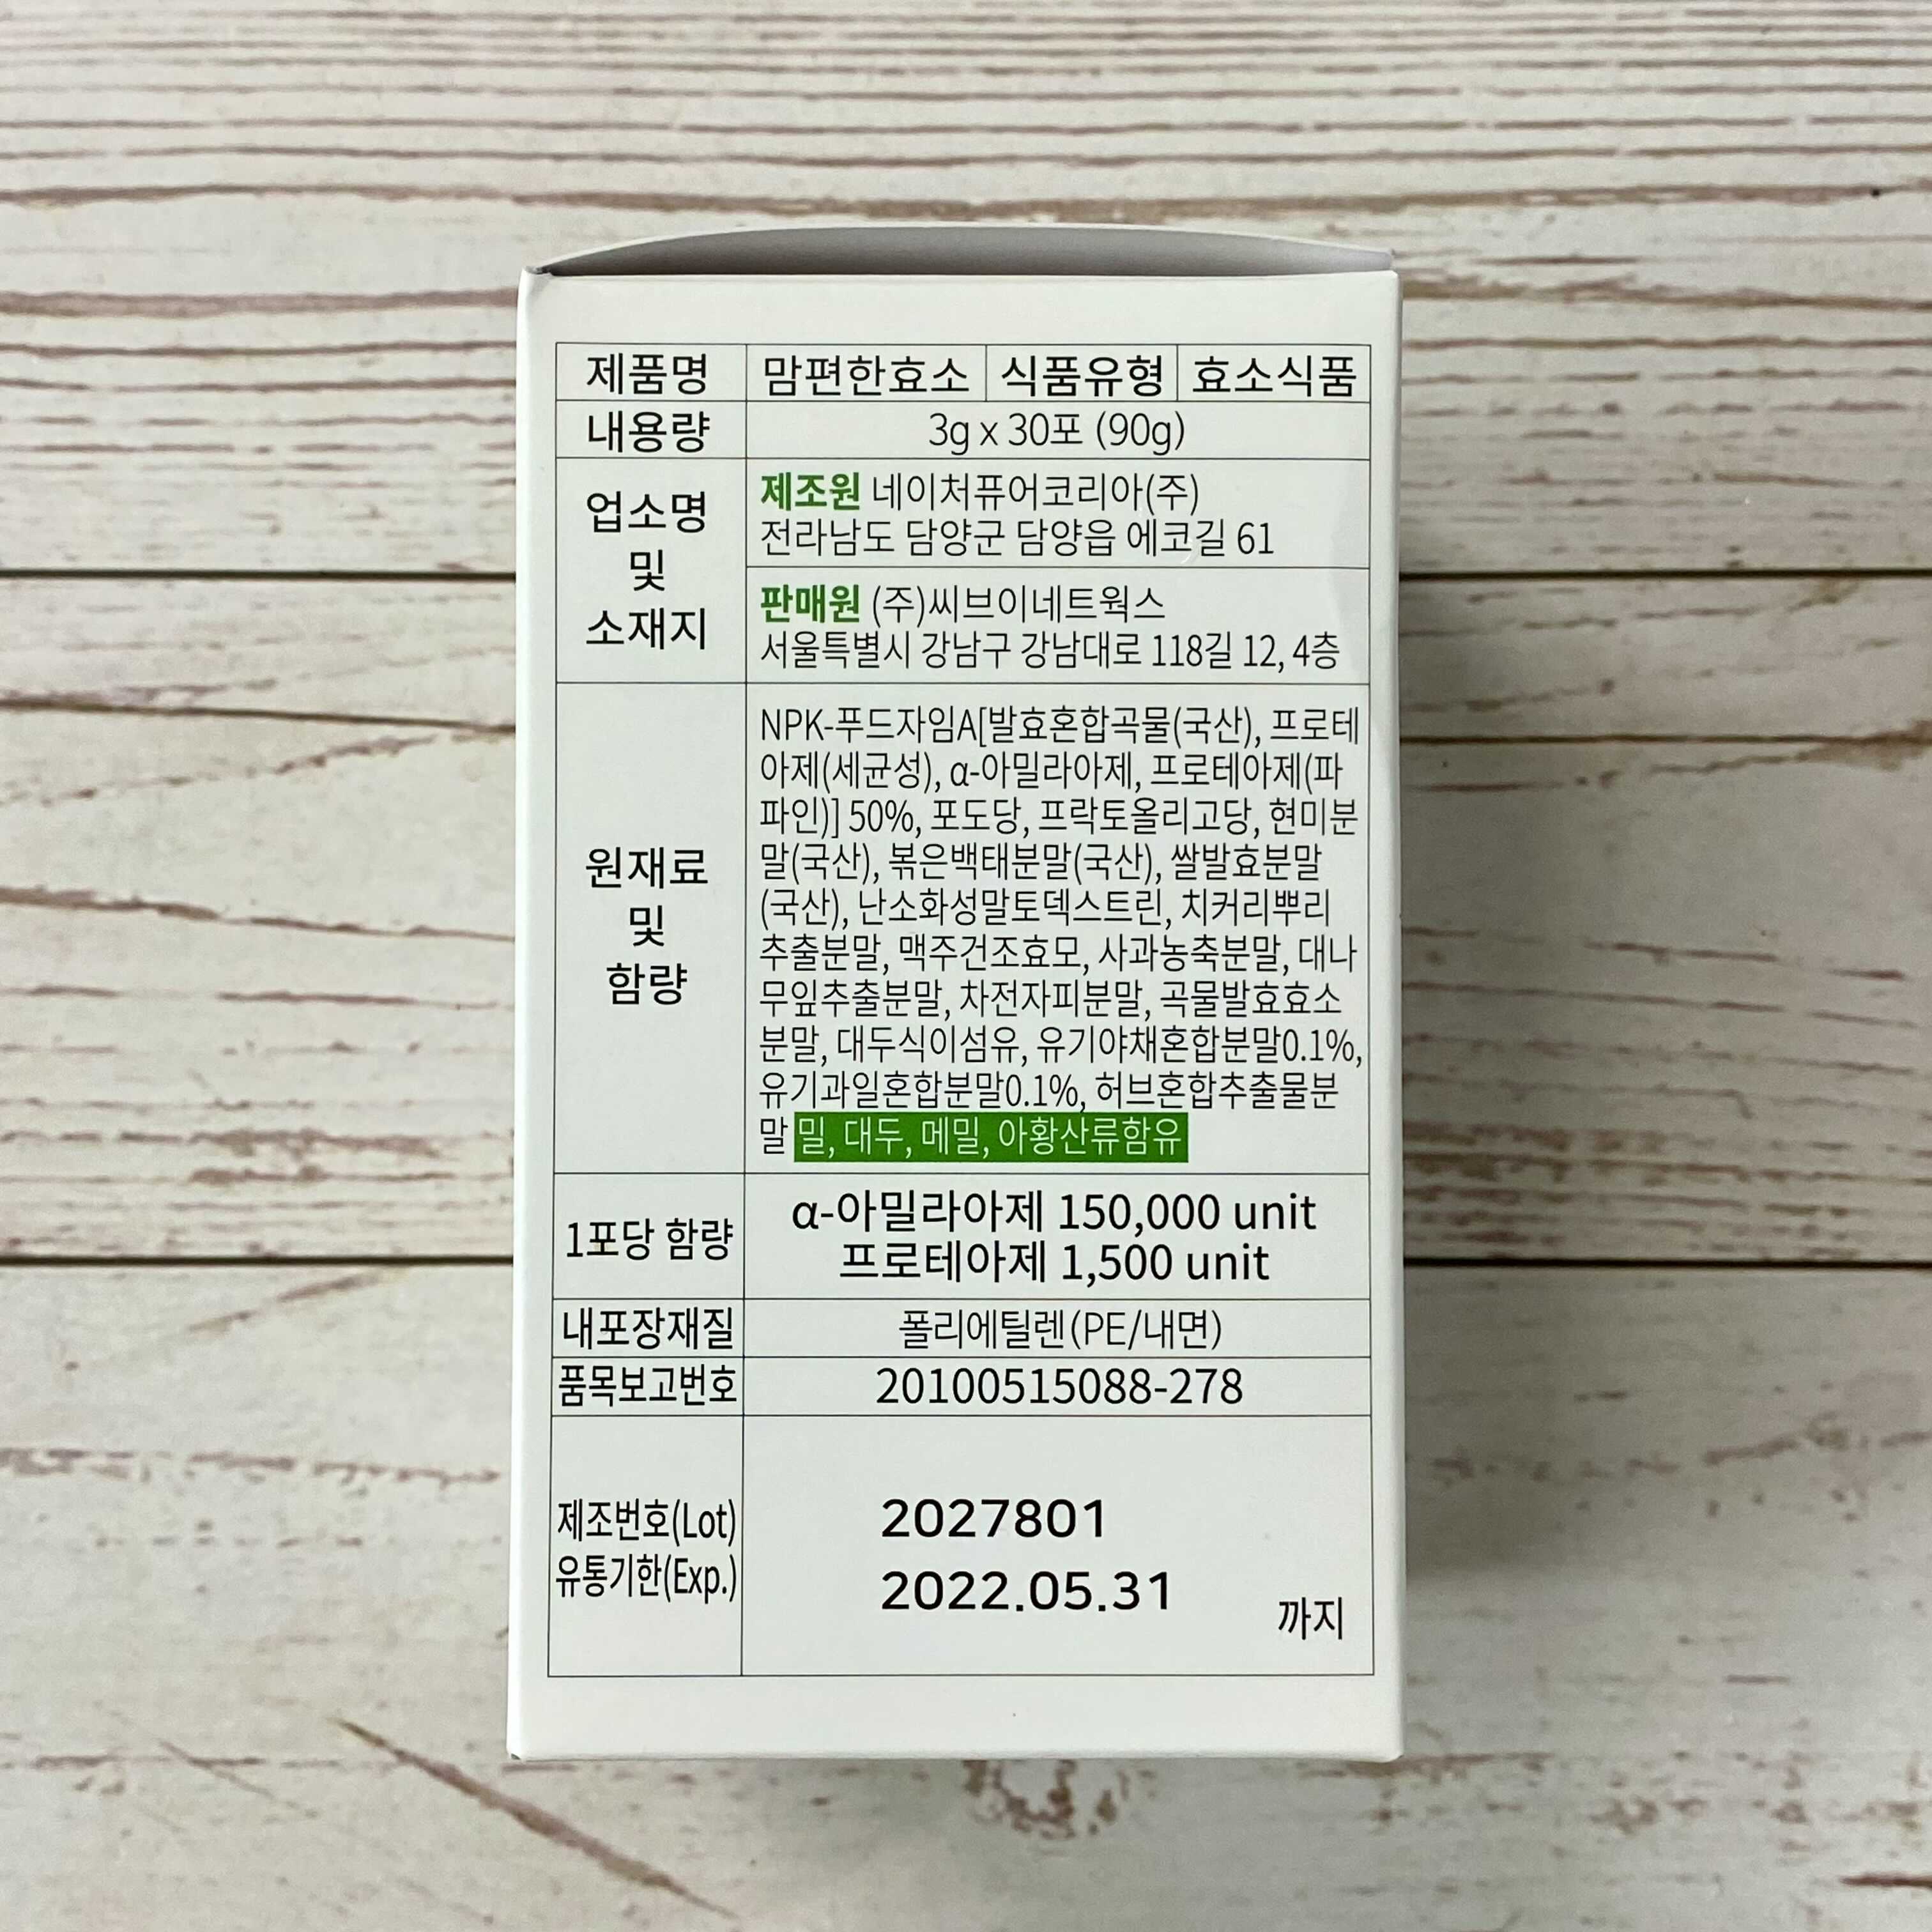 제품명 맘편한효소 식품유형 효소식품
내용량 3g x 30포 (90g)
업소명
및
소재지
제조원 네이처퓨어코리아(주)
전라남도 담양군 담양읍 에코길 61
판매원 (주)씨브이네트웍스
서울특별시 강남구 강남대로 118길 12, 4층
원재료
및
함량
NPK-푸드자임A[발효혼합곡물(국산), 프로테
아제(세균성), α-아밀라아제, 프로테아제(파
파인)] 50%, 포도당, 프락토올리고당, 현미분
말(국산), 볶은백태분말(국산), 쌀발효분말
(국산), 난소화성말토덱스트린, 치커리뿌리
추출분말, 맥주건조효모, 사과농축분말, 대나
무잎추출분말, 차전자피분말, 곡물발효효소
분말, 대두식이섬유, 유기야채혼합분말0.1%,
유기과일혼합분말0.1%, 허브혼합추출물분
말 밀, 대두, 메밀, 아황산류함유
1포당 함량
α-아밀라아제 150,000 unit
프로테아제 1,500 unit
내포장재질 폴리에틸렌(PE/내면)
품목보고번호 20100515088-278
제조번호(Lot) 2027801
유통기한(Exp.) 2022.05.31 까지